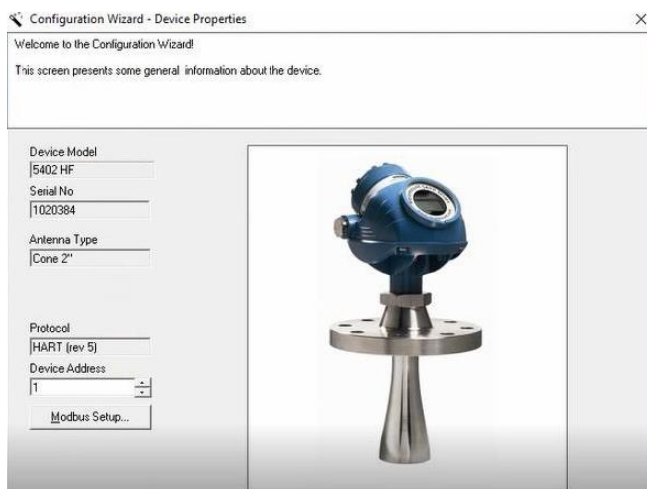 Configuration Wizard - Device Properties
Welcome to the Configuration Wizard!
This screen presents some general information about the device.
Device Model
5402 HF
Serial No
1020384
Antenna Type
Cone 2"
Protocol
HART (rev 5)
Device Address
1
Modbus Setup...